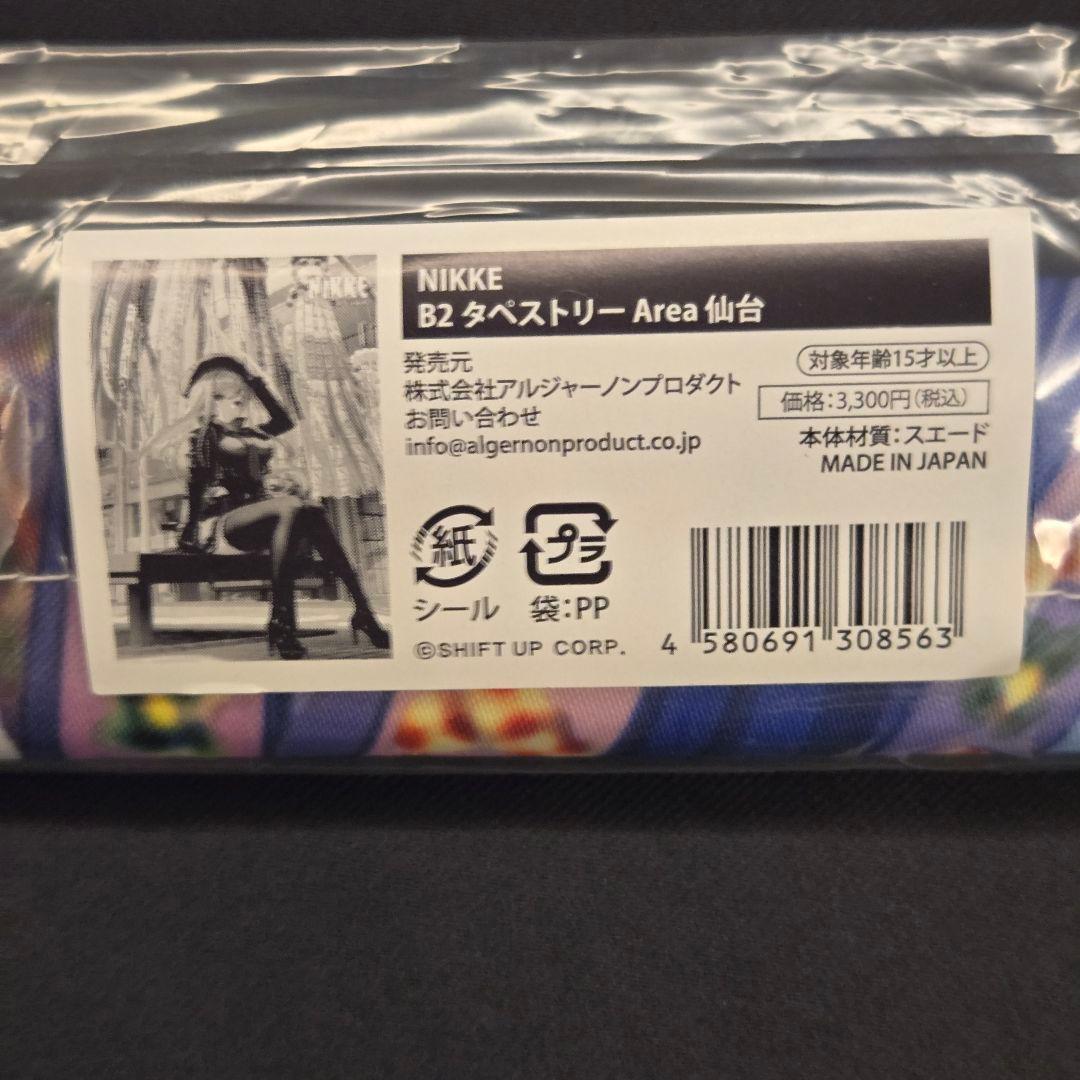 NIKKE
NIKKE
B2 タペストリー Area 仙台
発売元
株式会社アルジャーノンプロダクト
お問い合わせ
info@algernonproduct.co.jp
対象年齢15才以上
価格:3,300円(税込)
本体材質:スエード
MADE IN JAPAN
紙
プラ
シール
袋:PP
©SHIFT UP CORP.
4 580691 308563